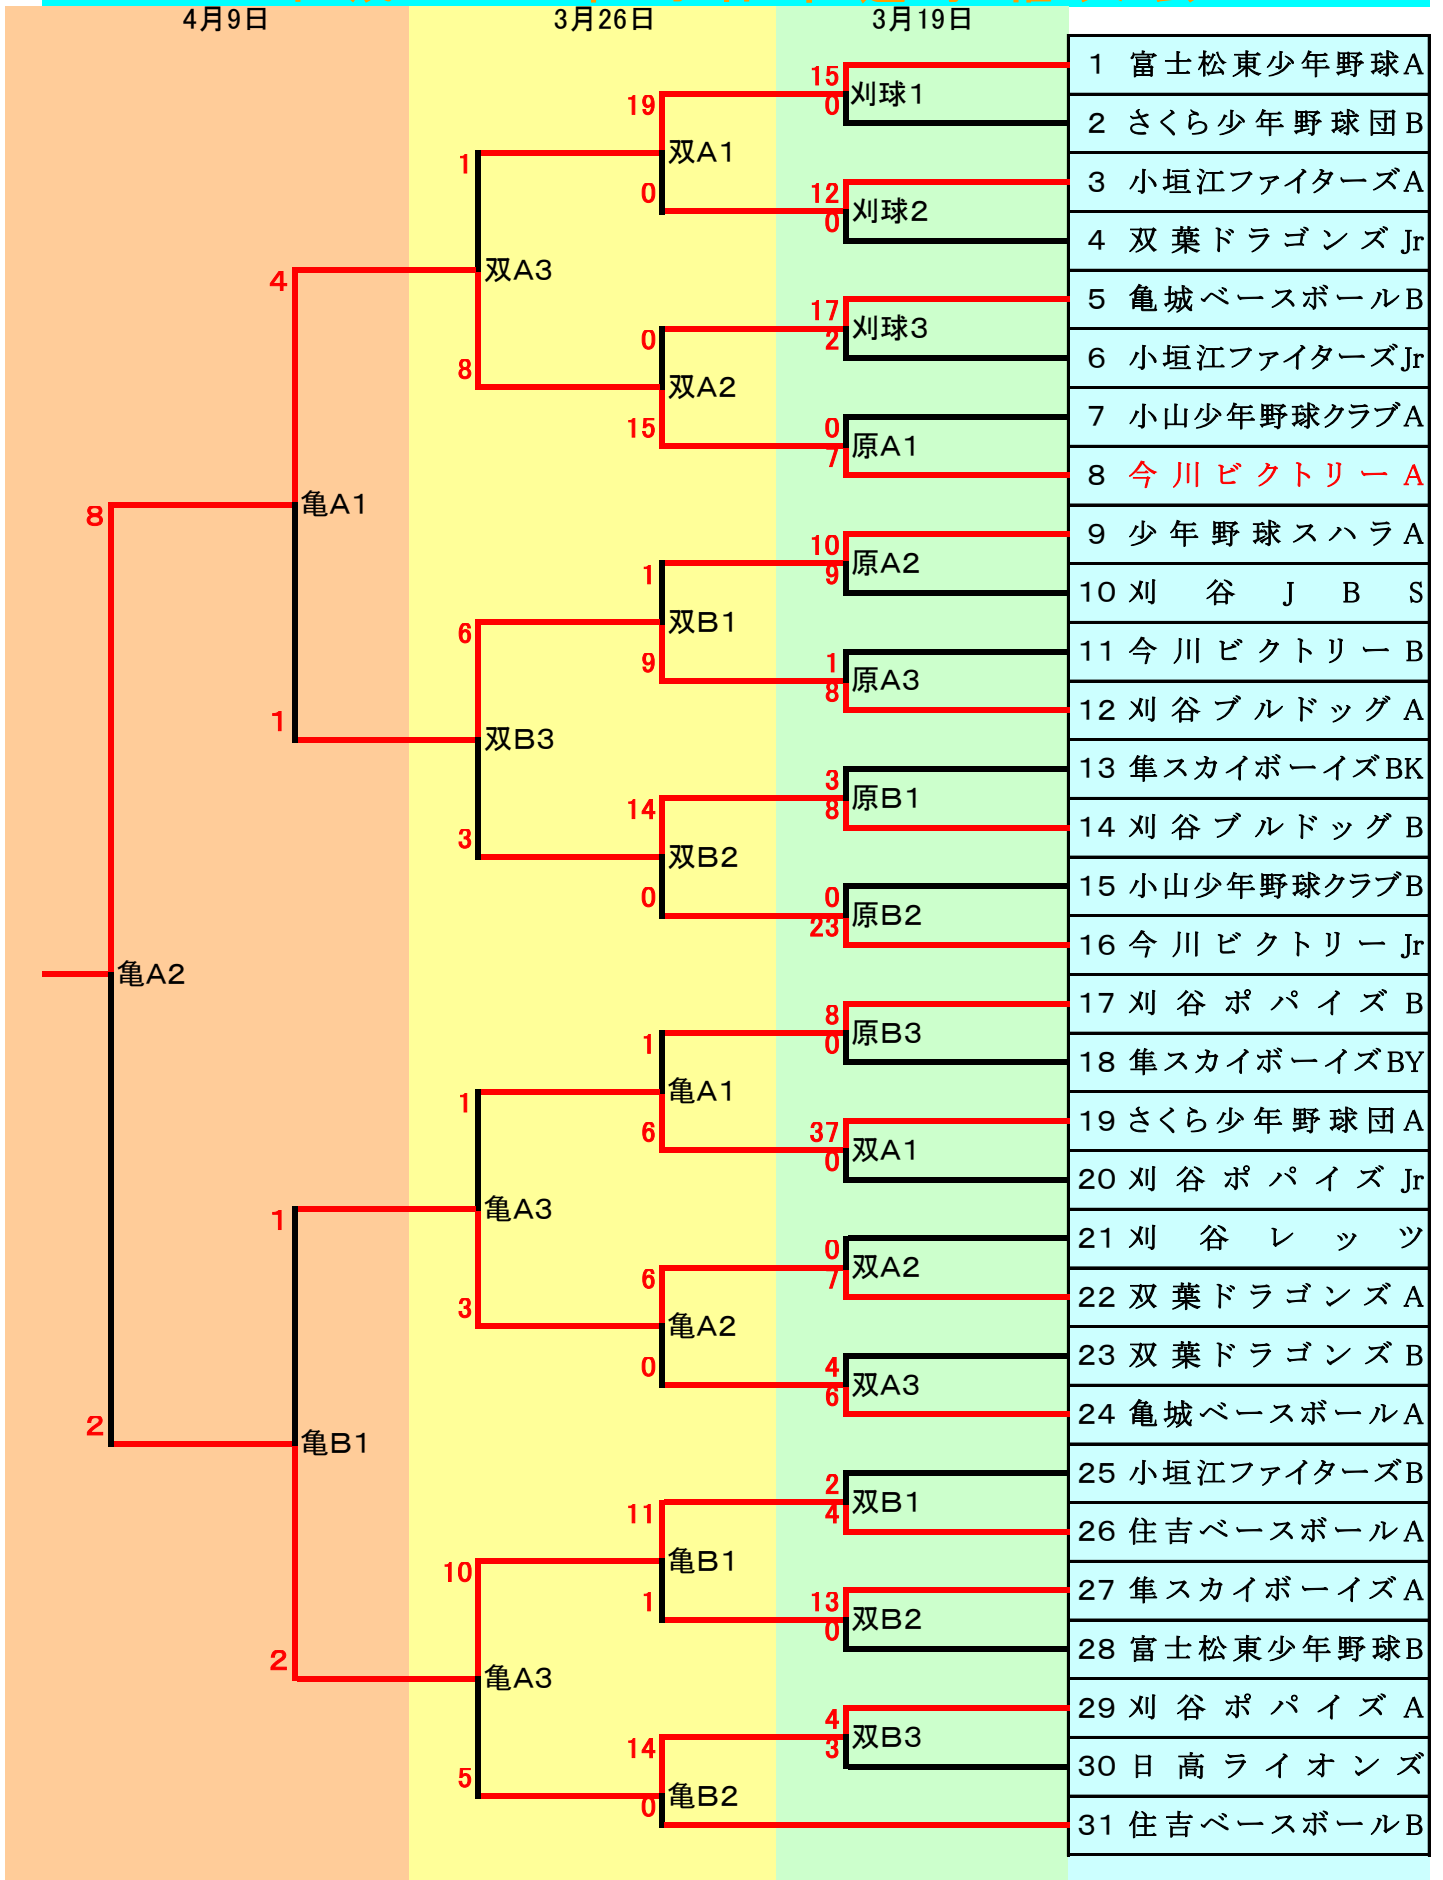 4月9日 3月26日 3月19日
1 富士松東少年野球A
15
刈球1
0
19
2 さくら少年野球団B
双A1
1
3 小垣江ファイターズA
0
12
刈球2
0
4 双葉ドラゴンズJr
双A3
4
5 亀城ベースボールB
17
刈球3
2
0
6 小垣江ファイターズJr
8
双A2
7 小山少年野球クラブA
15
0
原A1
7
8 今川ビクトリーA
亀A1
8
9 少年野球スハラA
10
原A2
9
1
10 刈谷JBS
双B1
6
11 今川ビクトリーB
9
1
原A3
8
12 刈谷ブルドッグA
1
双B3
13 隼スカイボーイズBK
3
原B1
8
14
14 刈谷ブルドッグB
3
双B2
15 小山少年野球クラブB
0
0
原B2
23
16 今川ビクトリーJr
亀A2
17 刈谷ポパイズB
8
原B3
0
1
18 隼スカイボーイズBY
亀A1
1
19 さくら少年野球団A
6
37
双A1
0
20 刈谷ポパイズJr
亀A3
1
21 刈谷レッツ
0
双A2
7
6
22 双葉ドラゴンズA
3
亀A2
23 双葉ドラゴンズB
0
4
双A3
6
24 亀城ベースボールA
2
亀B1
25 小垣江ファイターズB
2
双B1
4
11
26 住吉ベースボールA
亀B1
10
27 隼スカイボーイズA
1
13
双B2
0
28 富士松東少年野球B
2
亀A3
29 刈谷ポパイズA
4
双B3
3
14
30 日高ライオンズ
5
亀B2
0
31 住吉ベースボールB